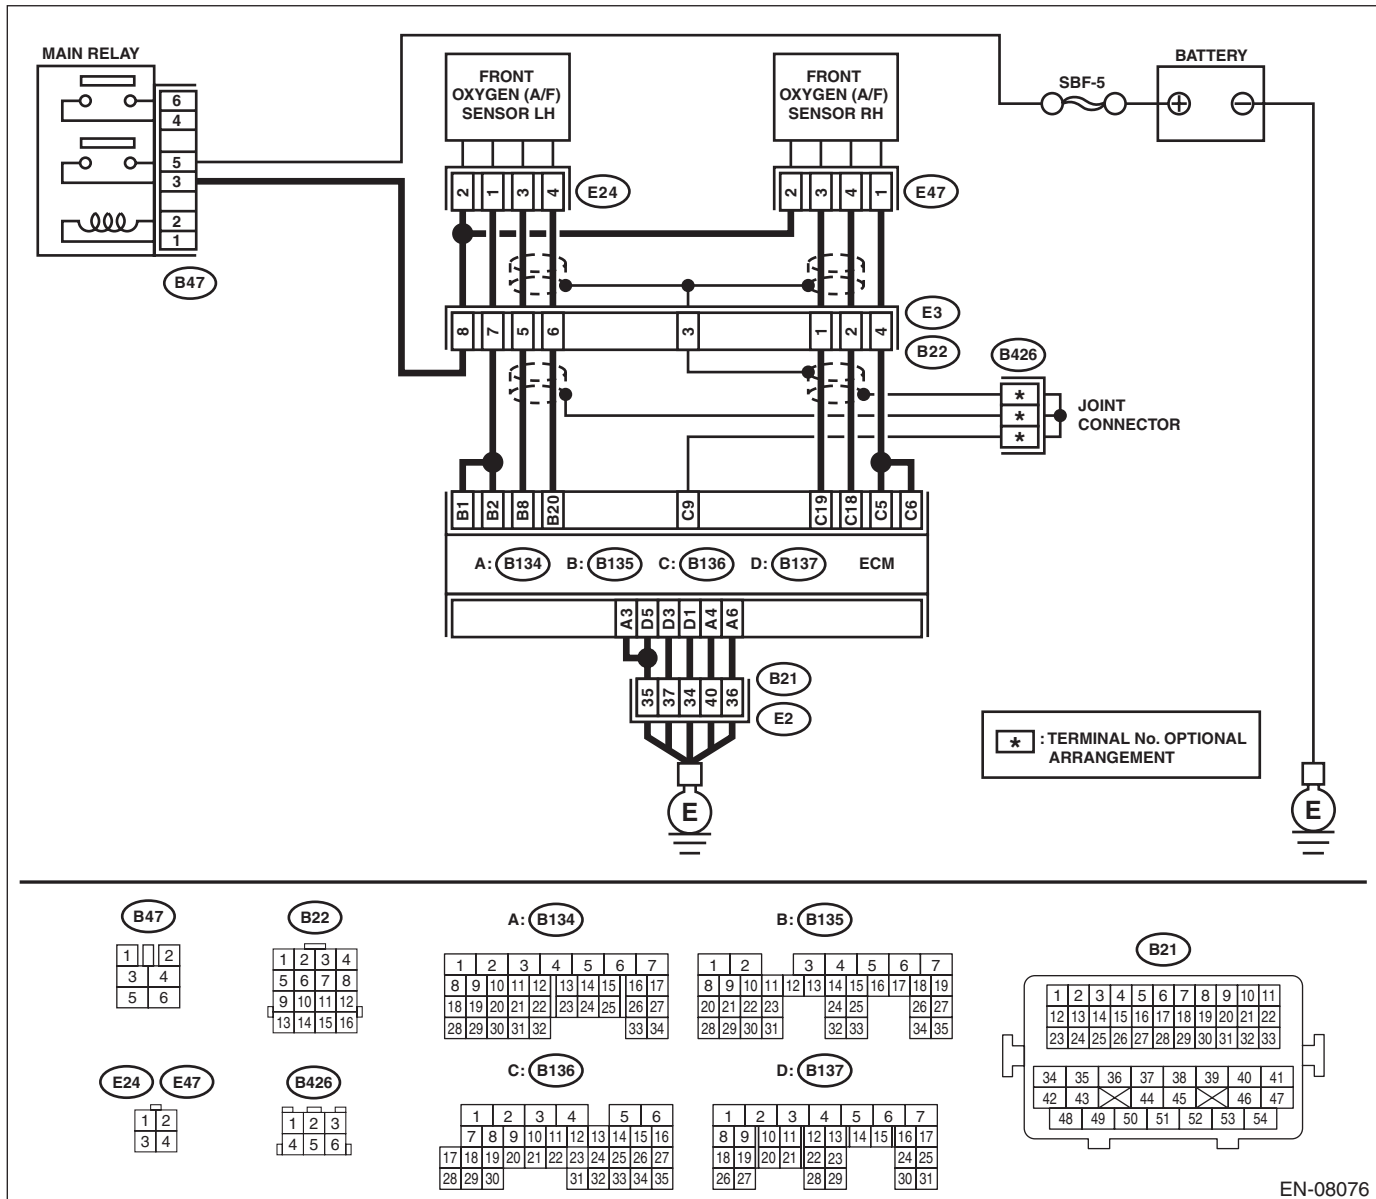 MAIN RELAY
6
4
5
3
2
1
B47
FRONT
OXYGEN (A/F)
SENSOR LH
FRONT
OXYGEN (A/F)
SENSOR RH
SBF-5
BATTERY
2 1 3 4
E24
2 3 4 1
E47
8 7 5 6 3 1 2 4
E3
B22
B426
*
*
*
JOINT
CONNECTOR
B1 B2 B8 B20 C9 C19 C18 C5 C6
A: B134 B: B135 C: B136 D: B137 ECM
A3 D5 D3 D1 A4 A6
35 37 34 40 36
B21
E2
E
E
* : TERMINAL No. OPTIONAL
ARRANGEMENT
B47
1 2
3 4
5 6
B22
1 2 3 4
5 6 7 8
9 10 11 12
13 14 15 16
A: B134
1 2 3 4 5 6 7
8 9 10 11 12 13 14 15 16 17
18 19 20 21 22 23 24 25 26 27
28 29 30 31 32 33 34
B: B135
1 2 3 4 5 6 7
8 9 10 11 12 13 14 15 16 17 18 19
20 21 22 23 24 25 26 27
28 29 30 31 32 33 34 35
B21
1 2 3 4 5 6 7 8 9 10 11
12 13 14 15 16 17 18 19 20 21 22
23 24 25 26 27 28 29 30 31 32 33
34 35 36 37 38 39 40 41
42 43 44 45 46 47
48 49 50 51 52 53 54
E24 E47
1 2
3 4
B426
1 2 3
4 5 6
C: B136
1 2 3 4 5 6
7 8 9 10 11 12 13 14 15 16
17 18 19 20 21 22 23 24 25 26 27
28 29 30 31 32 33 34 35
D: B137
1 2 3 4 5 6 7
8 9 10 11 12 13 14 15 16 17
18 19 20 21 22 23 24 25
26 27 28 29 30 31
EN-08076